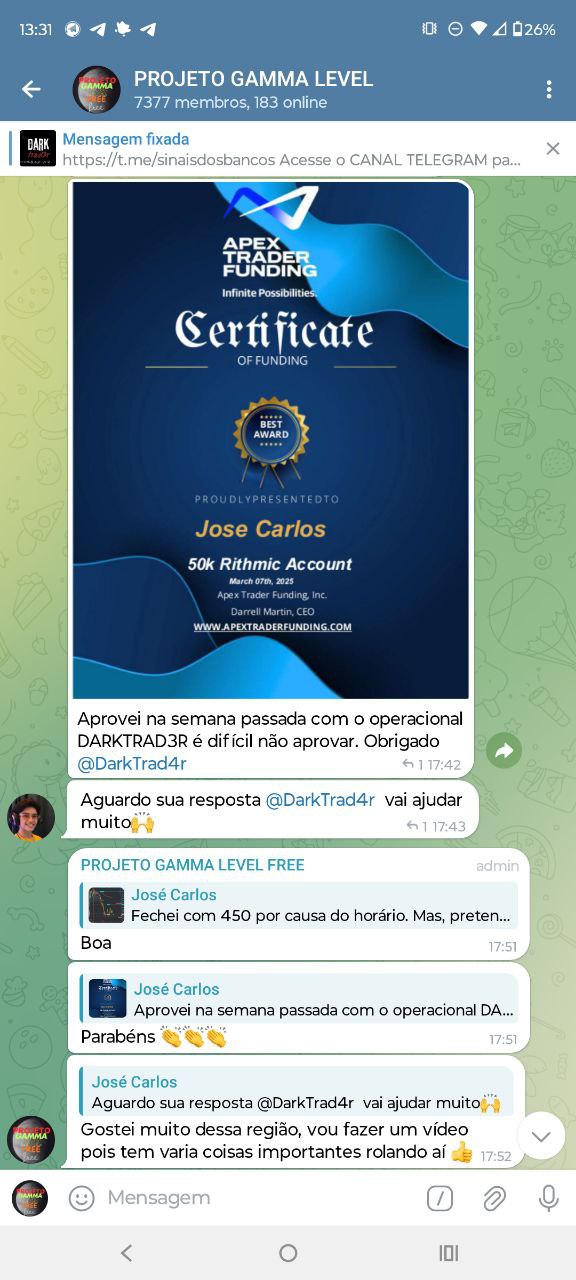 13:31
26%
PROJETO GAMMA LEVEL
7377 membros, 183 online
Mensagem fixada
https://t.me/sinaisdosbancos Acesse o CANAL TELEGRAM pa...
APEX
TRADER
FUNDING
Infinite Possibilities.
Certificate
OF FUNDING
BEST
AWARD
PROUDLYPRESENTEDTO
Jose Carlos
50k Rithmic Account
March 07th, 2025
Apex Trader Funding, Inc.
Darrell Martin, CEO
WWW.APEXTRADERFUNDING.COM
Aprovei na semana passada com o operacional
DARKTRAD3R é difícil não aprovar. Obrigado
@DarkTrad4r
1 17:42
Aguardo sua resposta @DarkTrad4r vai ajudar
muito🙌
1 17:43
PROJETO GAMMA LEVEL FREE admin
José Carlos
Fechei com 450 por causa do horário. Mas, preten...
Boa
17:51
José Carlos
Aprovei na semana passada com o operacional DA...
Parabéns 👏👏👏
17:51
José Carlos
Aguardo sua resposta @DarkTrad4r vai ajudar muito🙌
Gostei muito dessa região, vou fazer um vídeo
pois tem varia coisas importantes rolando aí 👍
17:52
Mensagem